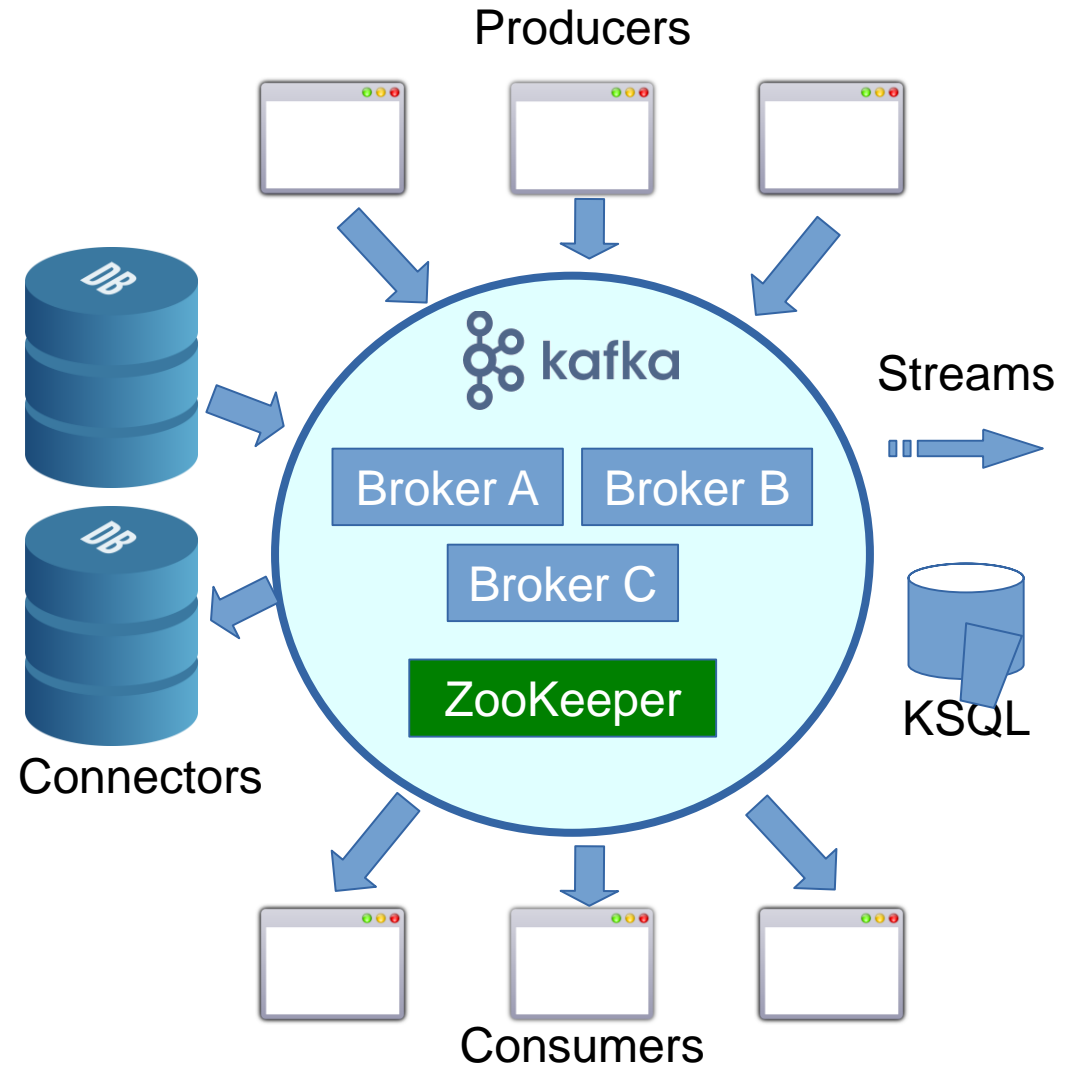 Producers
DB
kafka
Streams
Broker A
Broker B
DB
Broker C
ZooKeeper
KSQL
Connectors
Consumers